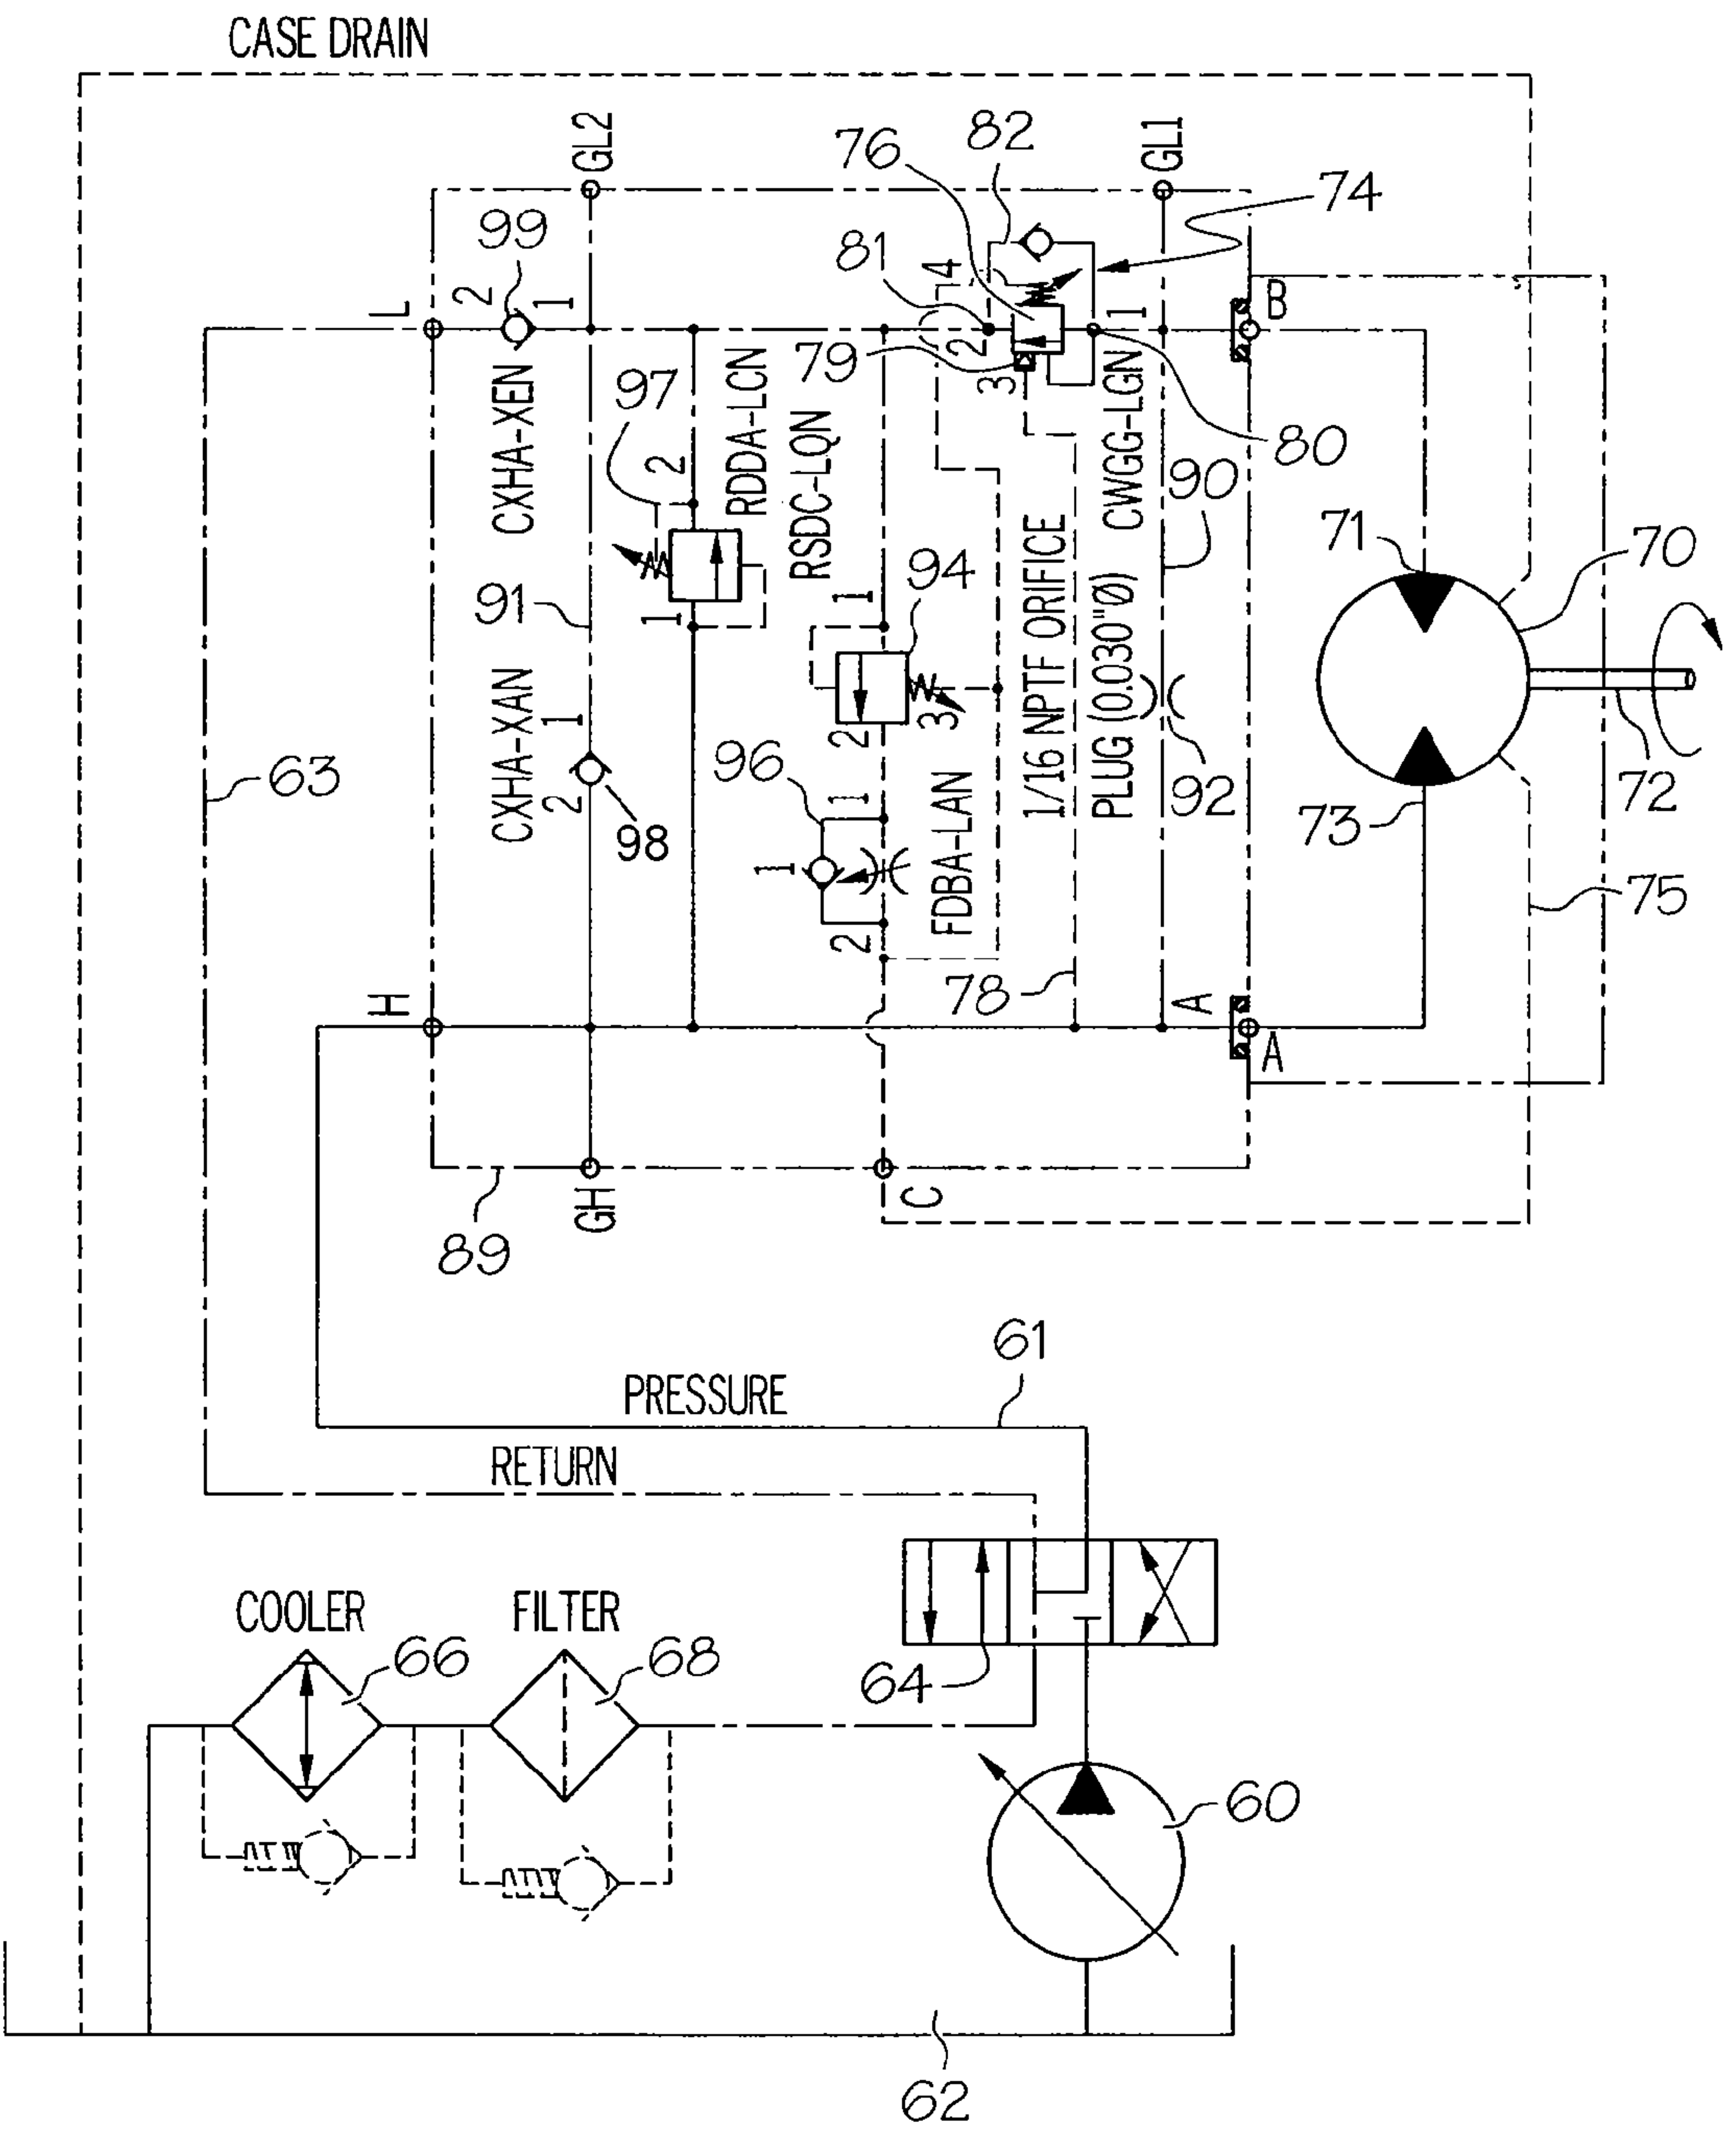 CASE DRAIN
GL2
GL1
82
76
74
99
81
4
L
2
1
2
1
B
79
3
80
CXHA-XEN
97
2
RDDA-LCN
RSDC-LQN
CWGG-LGN
90
71
70
94
91
1
1
1/16 NPTF ORIFICE
PLUG (0.030"Ø)
CXHA-XAN
1
2
3
63
96
1
92
72
2
98
1
FDBA-LAN
73
75
2
78
H
A
A
GH
C
89
61
PRESSURE
RETURN
COOLER
FILTER
66
68
64
60
62